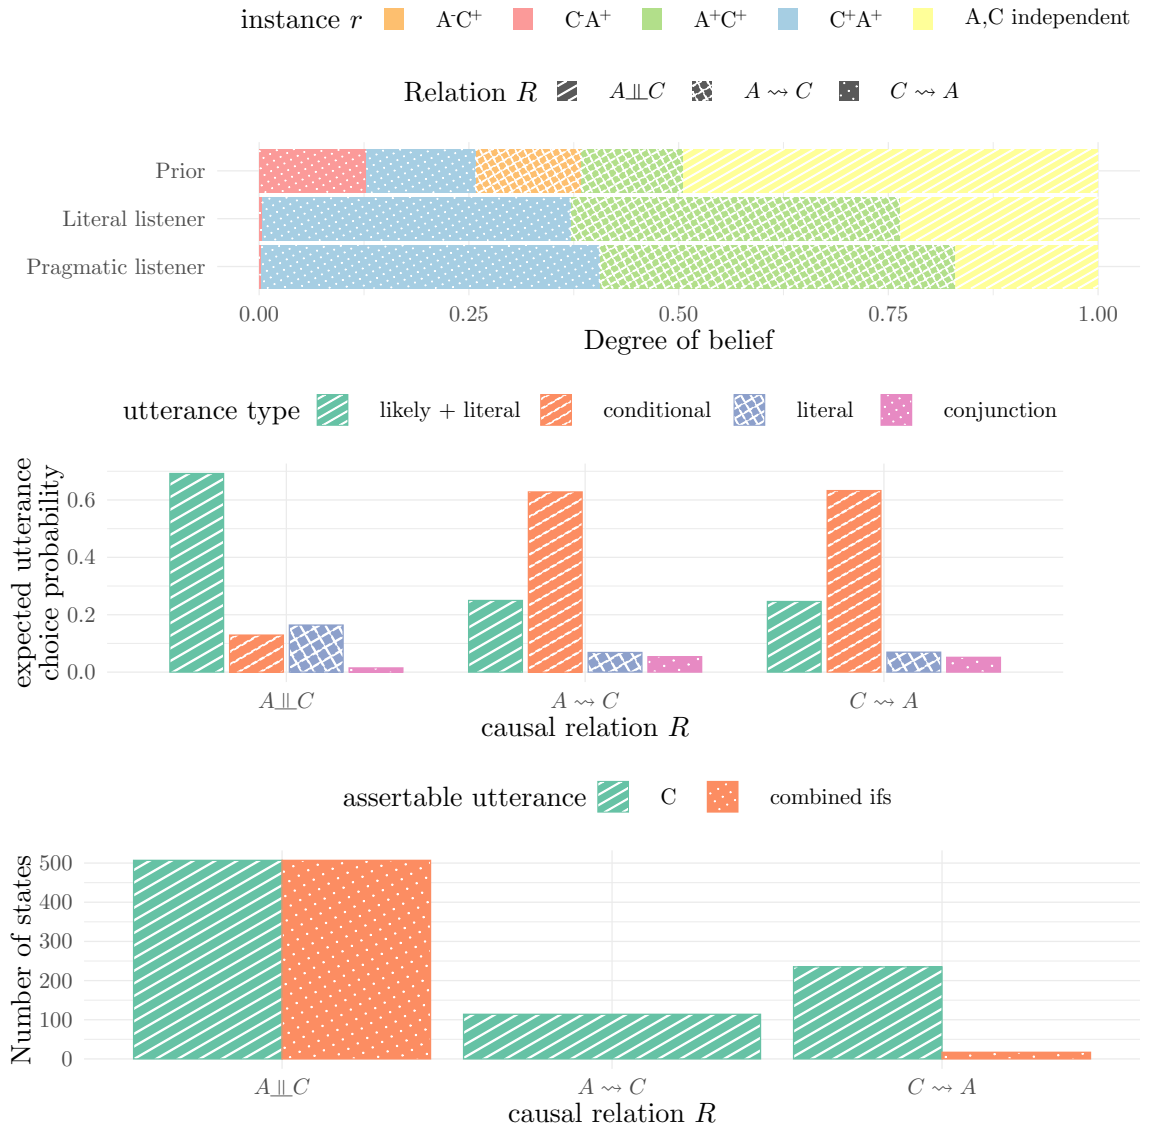 instance r A⁻C⁺ C⁻A⁺ A⁺C⁺ C⁺A⁺ A,C independent
Relation R A⫫C A ⇝ C C ⇝ A
Prior
Literal listener
Pragmatic listener
0.00 0.25 0.50 0.75 1.00
Degree of belief
utterance type likely + literal conditional literal conjunction
expected utterance
choice probability
0.6
0.4
0.2
0.0
A⫫C A ⇝ C C ⇝ A
causal relation R
assertable utterance C combined ifs
Number of states
500
400
300
200
100
0
A⫫C A ⇝ C C ⇝ A
causal relation R